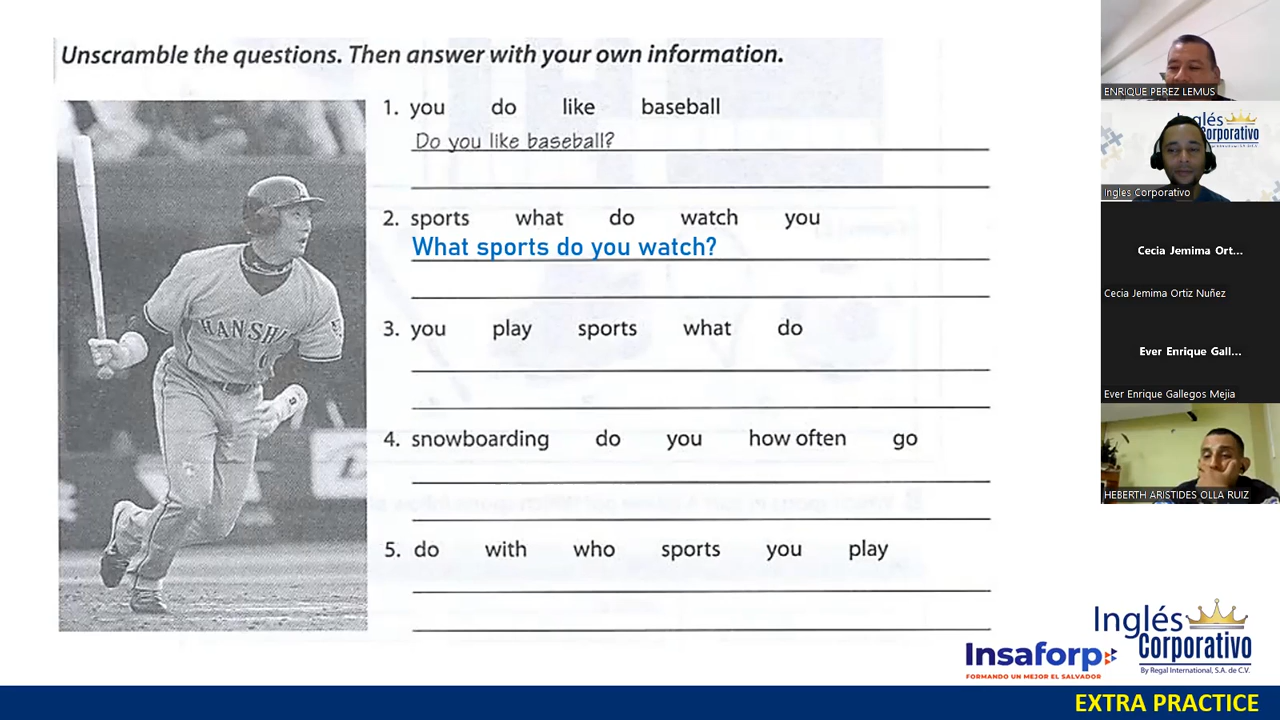 Unscramble the questions. Then answer with your own information.
1. you do like baseball
Do you like baseball?
2. sports what do watch you
What sports do you watch?
3. you play sports what do
4. snowboarding do you how often go
5. do with who sports you play
HANSHI
ENRIQUE PEREZ LEMUS
Inglés
Corporativo
Ingles Corporativo
Cecia Jemima Ort...
Cecia Jemima Ortiz Nuñez
Ever Enrique Gall...
Ever Enrique Gallegos Mejia
HEBERTH ARISTIDES OLLA RUIZ
Inglés
Corporativo
By Regal International, S.A. de C.V.
Insaforp
FORMANDO UN MEJOR EL SALVADOR
EXTRA PRACTICE